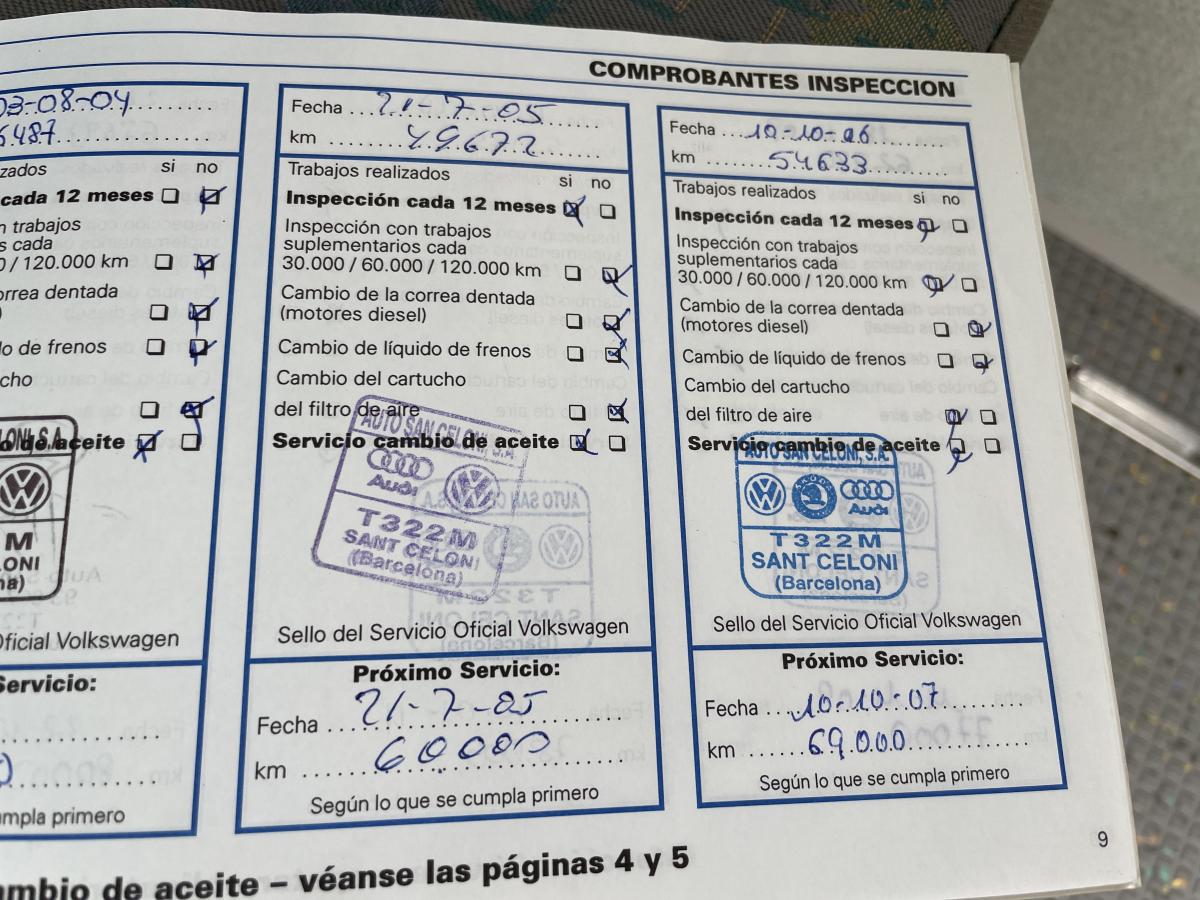 COMPROBANTES INSPECCION
03-08-04
6487
zados si no
cada 12 meses
n trabajos
s cada
0 / 120.000 km
orrea dentada
)
do de frenos
cho
o de aceite
LONI, S.A.
M
LONI
na)
Oficial Volkswagen
Servicio:
0
umpla primero
Fecha 21-7-05
km 49672
Trabajos realizados si no
Inspección cada 12 meses
Inspección con trabajos
suplementarios cada
30.000 / 60.000 / 120.000 km
Cambio de la correa dentada
(motores diesel)
Cambio de líquido de frenos
Cambio del cartucho
del filtro de aire
Servicio cambio de aceite
AUTO SAN CELONI, S.A.
Audi
T322M
SANT CELONI
(Barcelona)
Sello del Servicio Oficial Volkswagen
Próximo Servicio:
Fecha 21-7-05
km 60000
Según lo que se cumpla primero
Fecha 10-10-06
km 54633
Trabajos realizados si no
Inspección cada 12 meses
Inspección con trabajos
suplementarios cada
30.000 / 60.000 / 120.000 km
Cambio de la correa dentada
(motores diesel)
Cambio de líquido de frenos
Cambio del cartucho
del filtro de aire
Servicio cambio de aceite
AUTO SAN CELONI, S.A.
SKODA Audi
T322M
SANT CELONI
(Barcelona)
Sello del Servicio Oficial Volkswagen
Próximo Servicio:
Fecha 10-10-07
km 69.000
Según lo que se cumpla primero
9
ambio de aceite – véanse las páginas 4 y 5